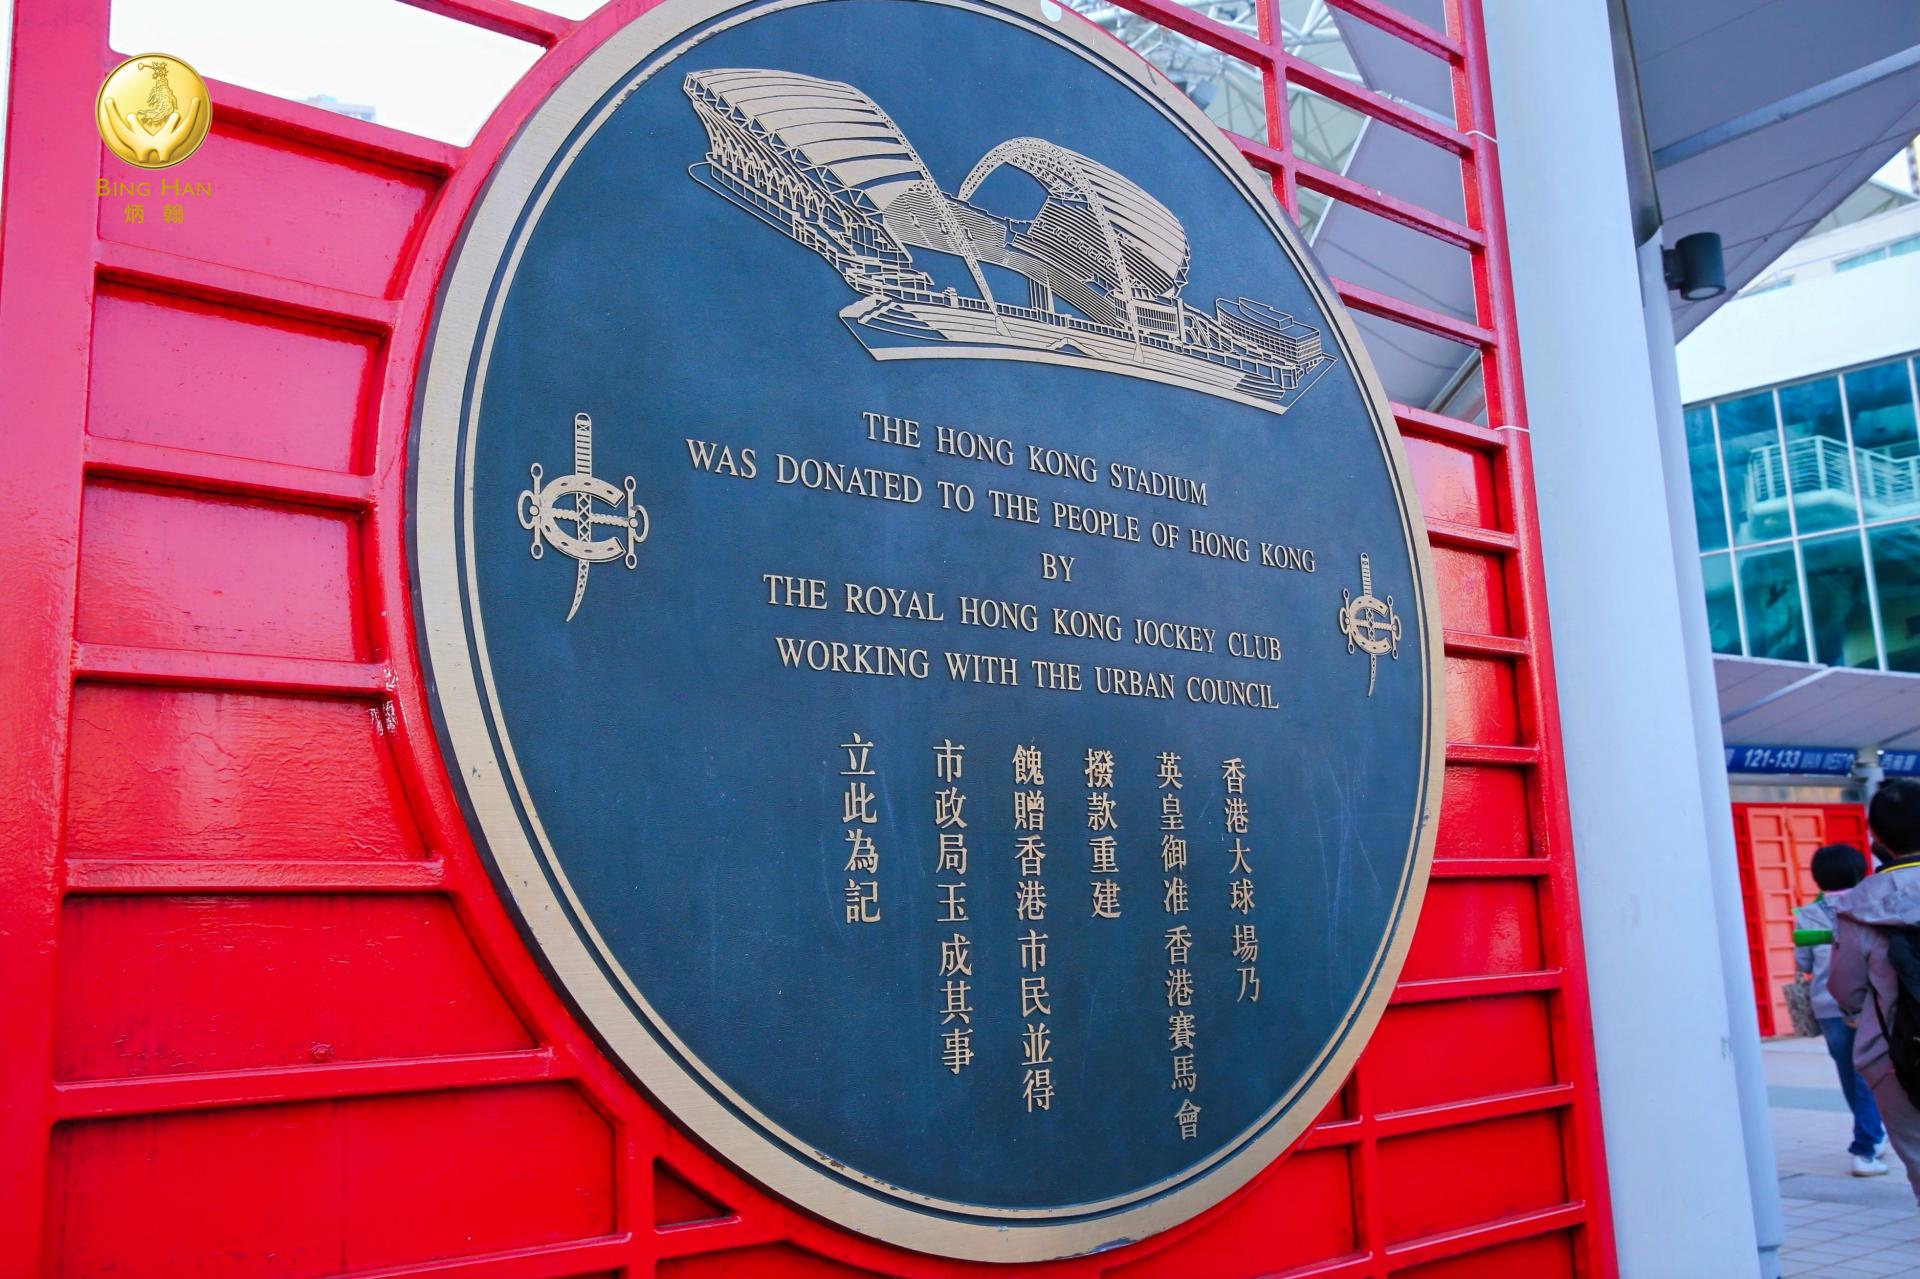 BING HAN
炳翰
THE HONG KONG STADIUM
WAS DONATED TO THE PEOPLE OF HONG KONG
BY
THE ROYAL HONG KONG JOCKEY CLUB
WORKING WITH THE URBAN COUNCIL
香港大球場乃
英皇御准香港賽馬會
撥款重建
餽贈香港市民並得
市政局玉成其事
立此為記
121-133